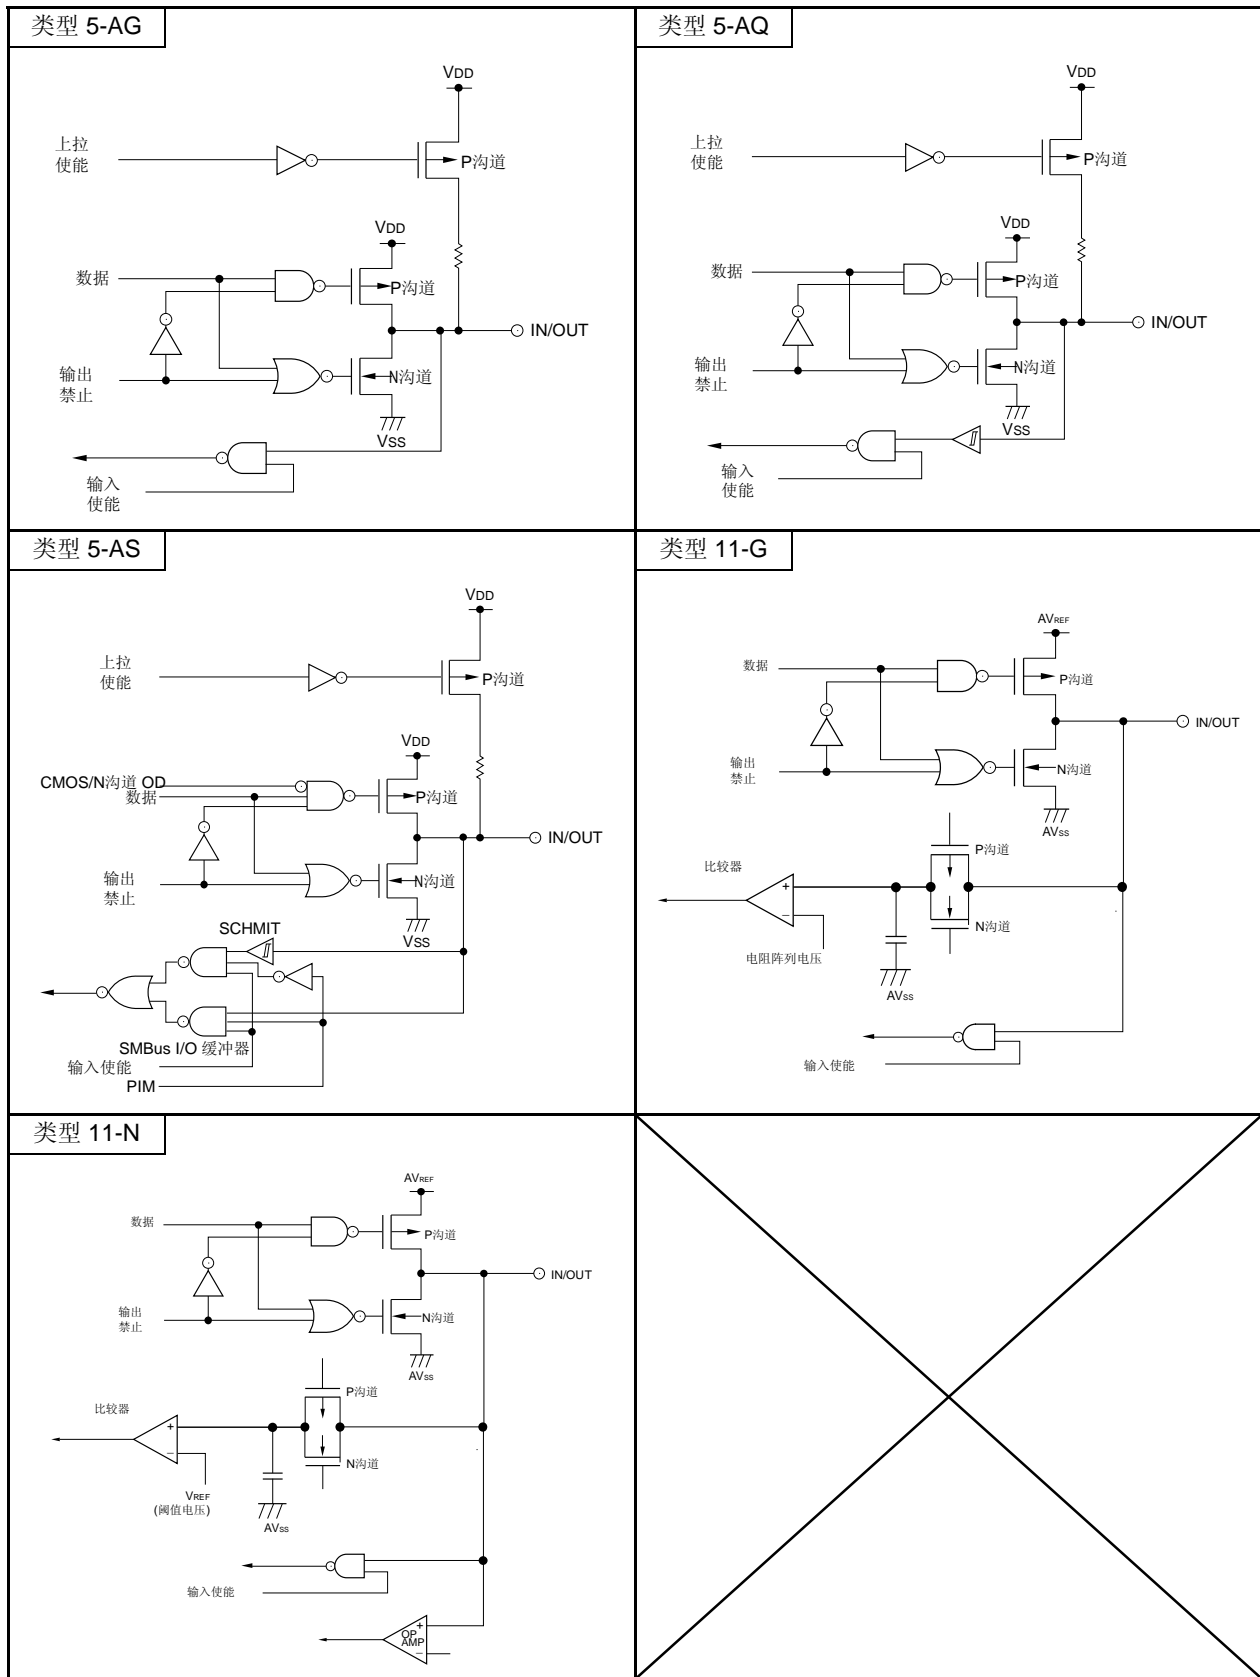 类型 5-AG
VDD
上拉
使能
P沟道
VDD
数据
P沟道
IN/OUT
输出
禁止
N沟道
VSS
输入
使能
类型 5-AQ
VDD
上拉
使能
P沟道
VDD
数据
P沟道
IN/OUT
输出
禁止
N沟道
VSS
输入
使能
类型 5-AS
VDD
上拉
使能
P沟道
VDD
CMOS/N沟道 OD
数据
P沟道
IN/OUT
输出
禁止
N沟道
VSS
SCHMIT
SMBus I/O 缓冲器
输入使能
PIM
类型 11-G
AVREF
数据
P沟道
IN/OUT
输出
禁止
N沟道
AVss
P沟道
比较器
+
–
N沟道
电阻阵列电压
AVss
输入使能
类型 11-N
AVREF
数据
P沟道
IN/OUT
输出
禁止
N沟道
AVss
P沟道
比较器
+
–
N沟道
VREF
(阈值电压)
AVss
输入使能
+
OP
AMP
–